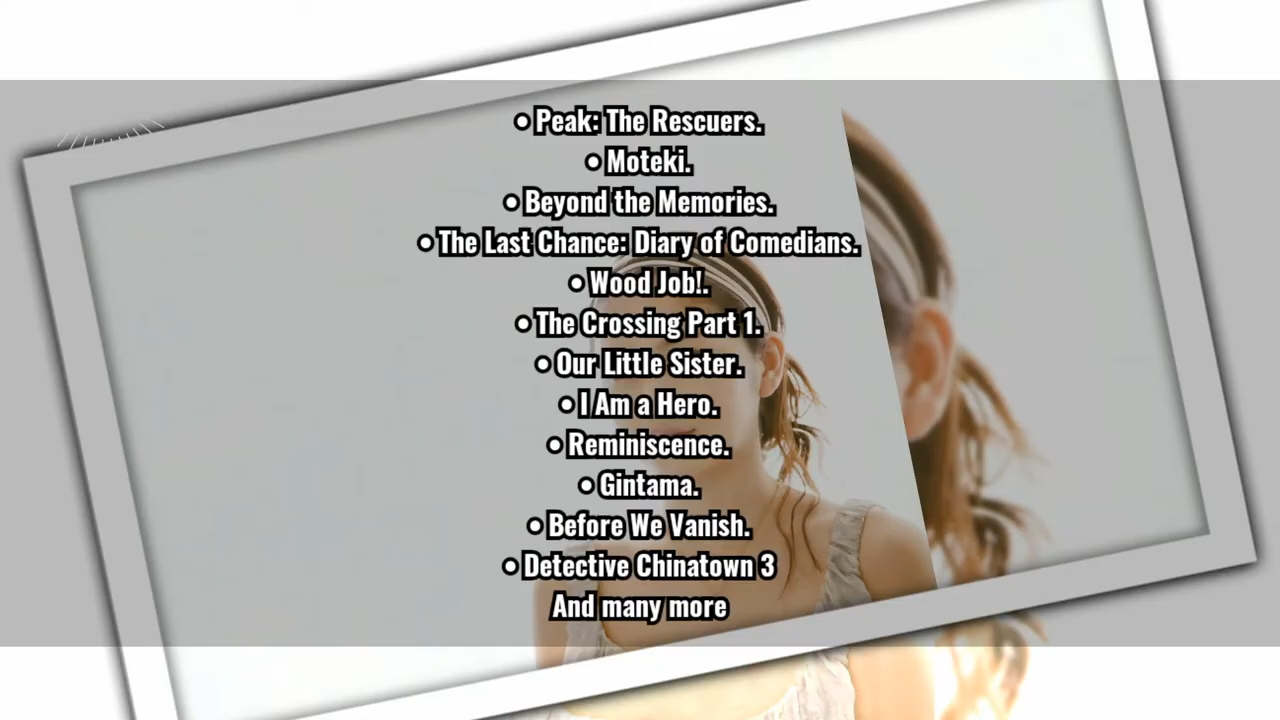 • Peak: The Rescuers.
• Moteki.
• Beyond the Memories.
• The Last Chance: Diary of Comedians.
• Wood Job!.
• The Crossing Part 1.
• Our Little Sister.
• I Am a Hero.
• Reminiscence.
• Gintama.
• Before We Vanish.
• Detective Chinatown 3
And many more